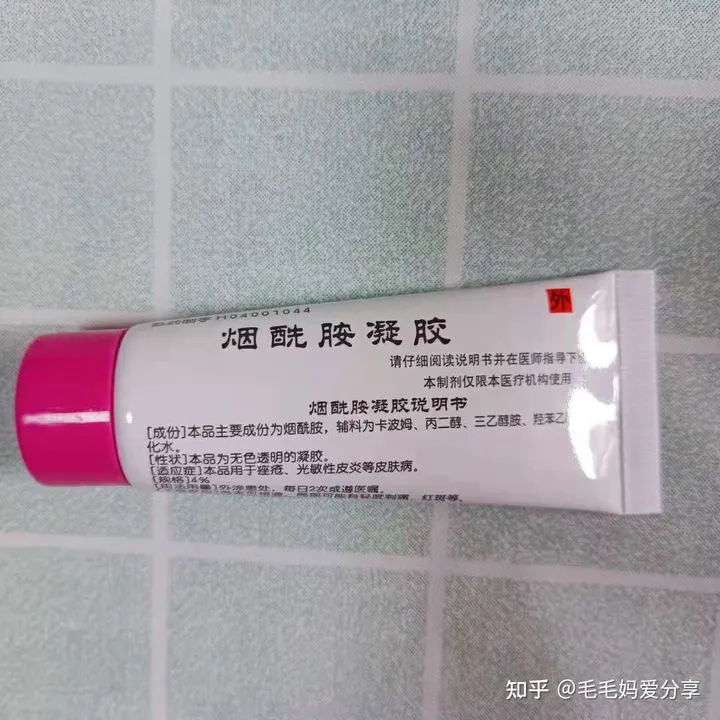 制字 H04001044
外
烟酰胺凝胶
请仔细阅读说明书并在医师指导下
本制剂仅限本医疗机构使用
烟酰胺凝胶说明书
[成份]本品主要成份为烟酰胺，辅料为卡波姆、丙二醇、三乙醇胺、羟苯乙
化水。
[性状]本品为无色透明的凝胶。
[适应症]本品用于痤疮、光敏性皮炎等皮肤病。
[规格]4%
[用法用量]外涂患处，每日2次或遵医嘱。
知乎 @毛毛妈爱分享